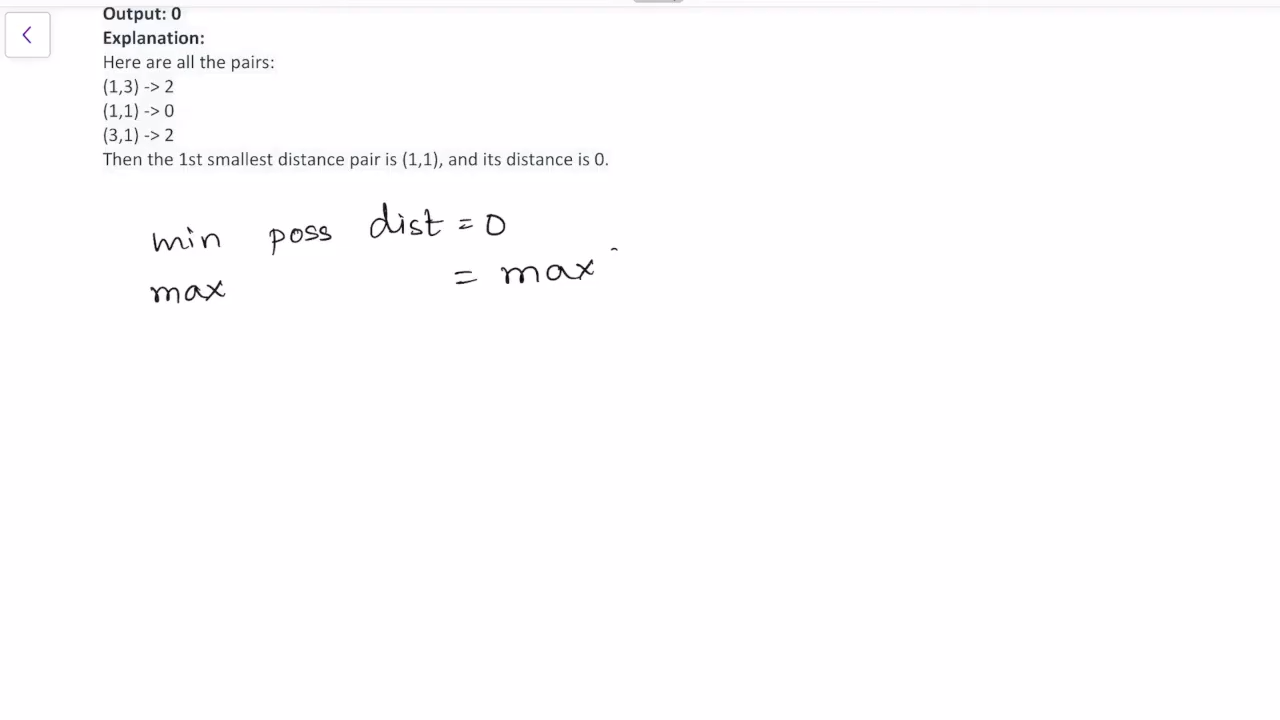 Output: 0
Explanation:
Here are all the pairs:
(1,3) -> 2
(1,1) -> 0
(3,1) -> 2
Then the 1st smallest distance pair is (1,1), and its distance is 0.
min poss dist = 0
max = max